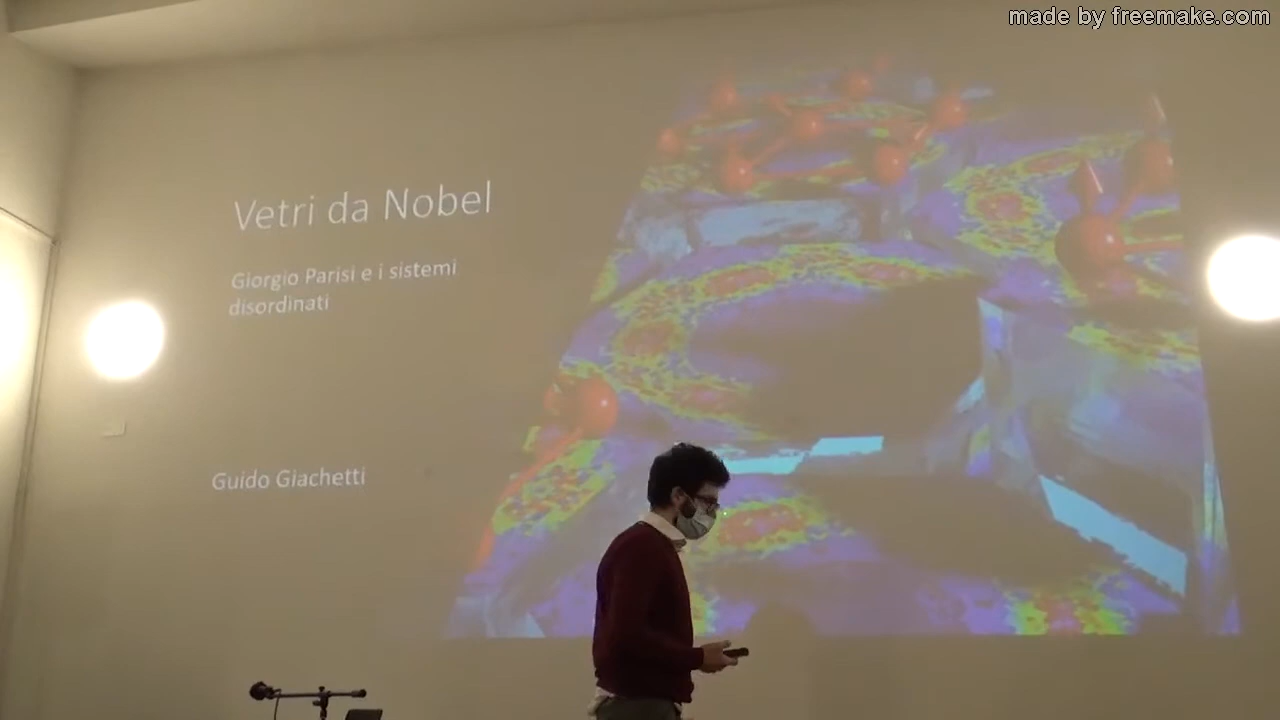 made by freemake.com
Vetri da Nobel
Giorgio Parisi e i sistemi
disordinati
Guido Giachetti